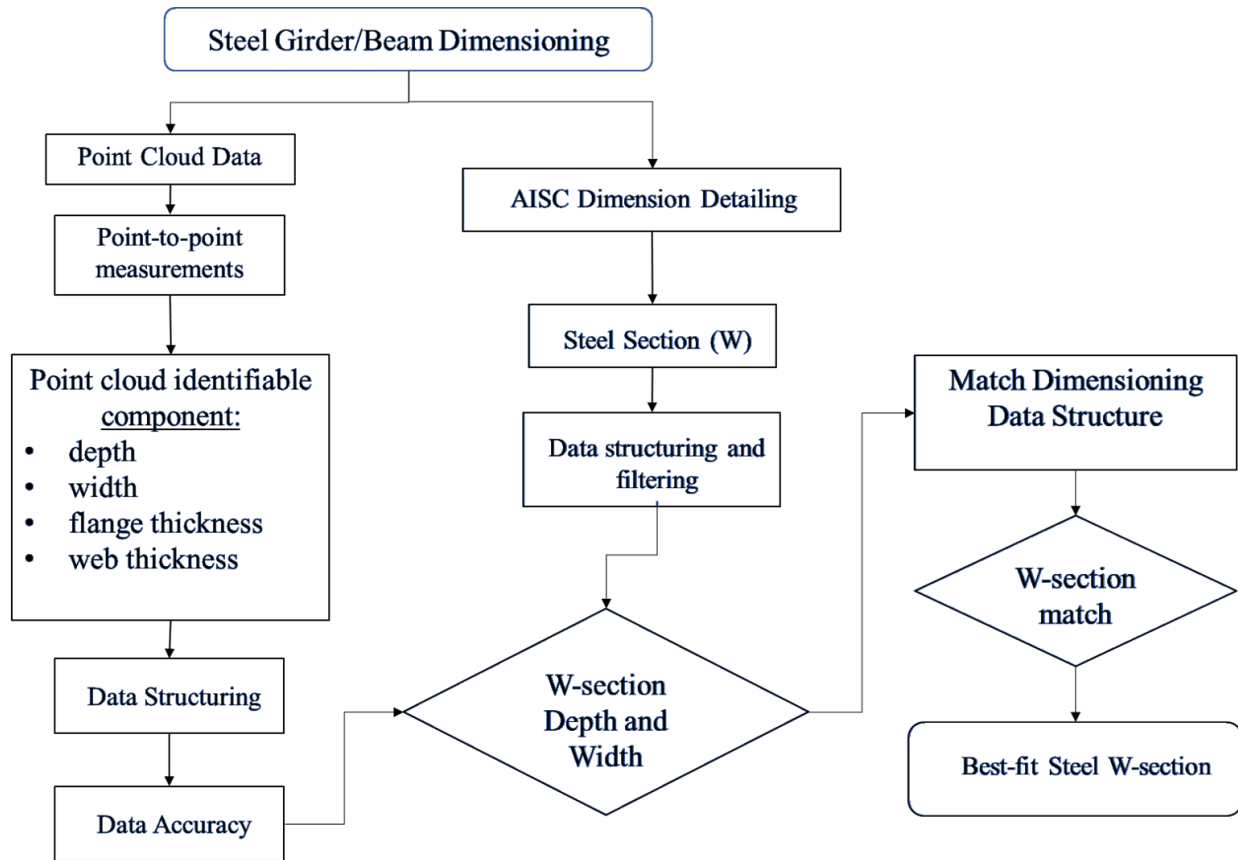 Steel Girder/Beam Dimensioning
Point Cloud Data
Point-to-point
measurements
Point cloud identifiable
component:
• depth
• width
• flange thickness
• web thickness
Data Structuring
Data Accuracy
AISC Dimension Detailing
Steel Section (W)
Data structuring and
filtering
W-section
Depth and
Width
Match Dimensioning
Data Structure
W-section
match
Best-fit Steel W-section